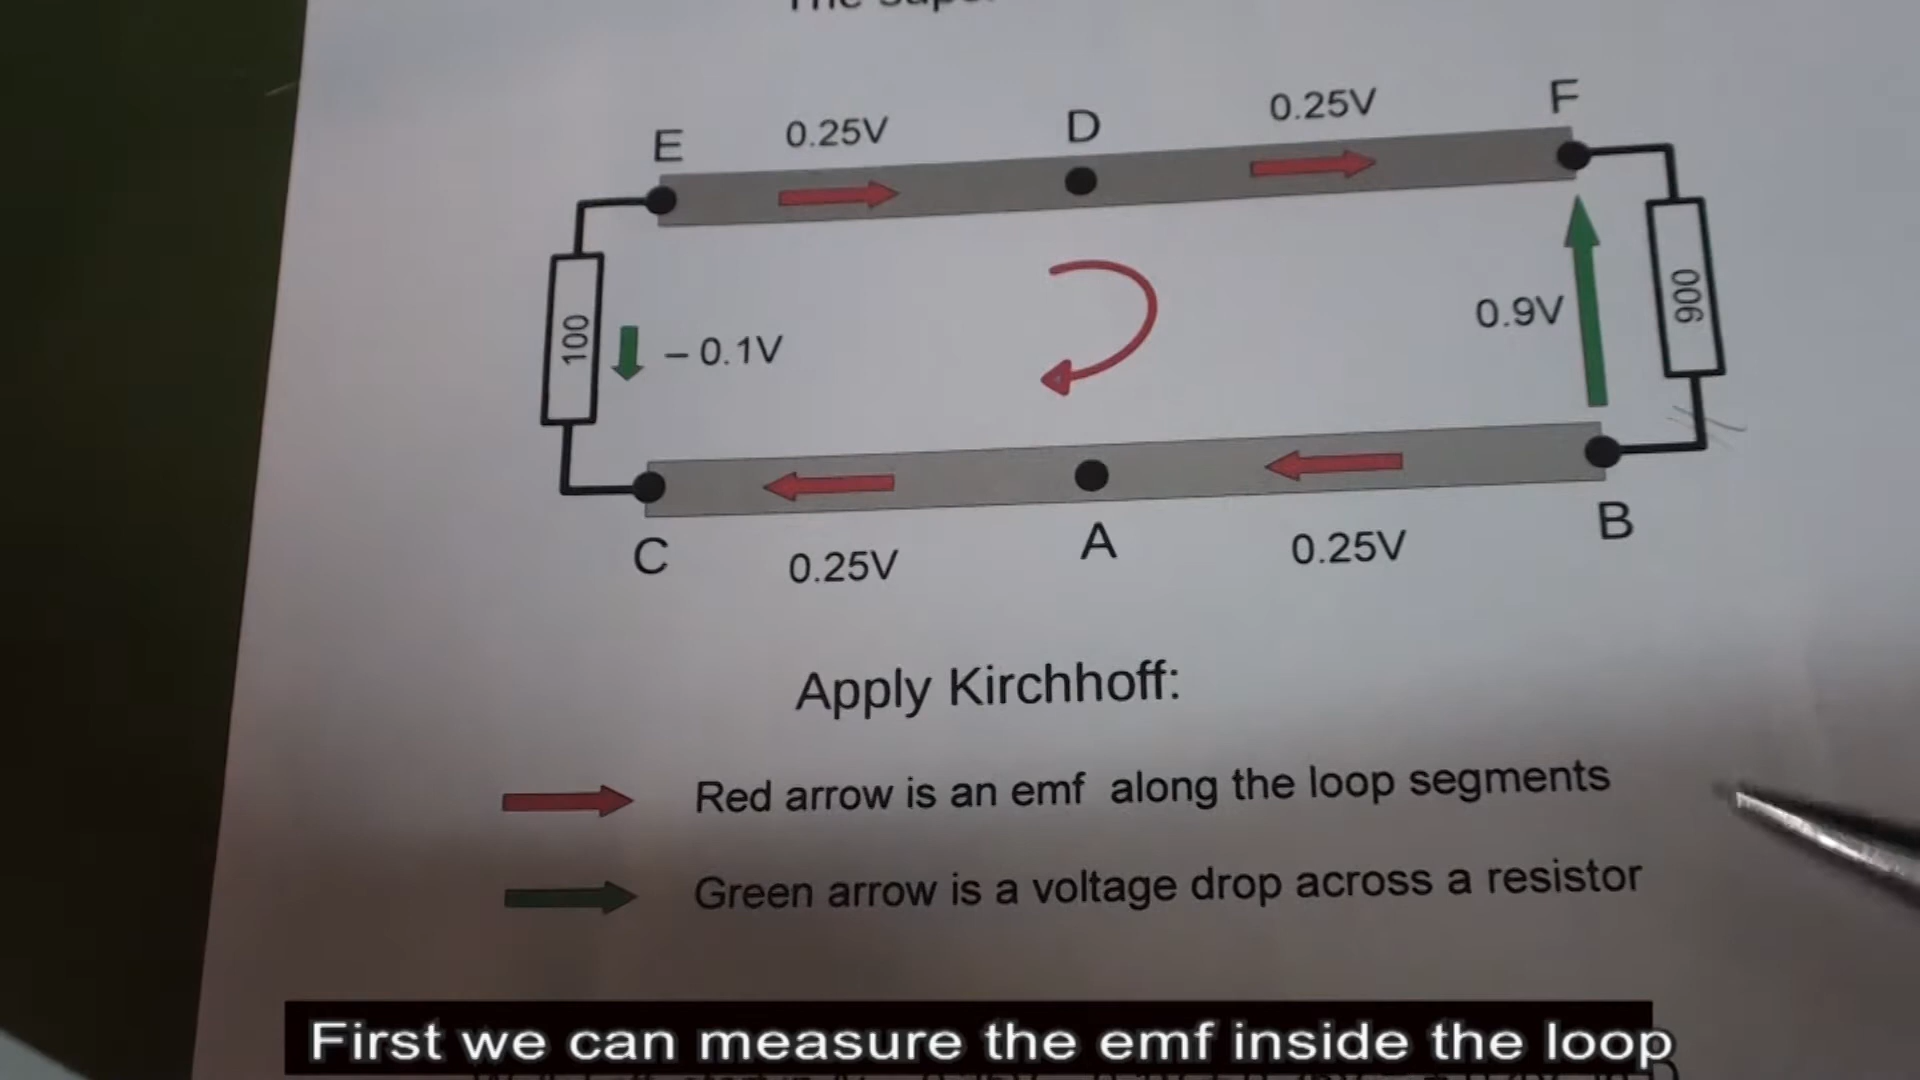 The
E 0.25V D 0.25V F
100 – 0.1V 0.9V 900
C 0.25V A 0.25V B
Apply Kirchhoff:
Red arrow is an emf along the loop segments
Green arrow is a voltage drop across a resistor
First we can measure the emf inside the loop